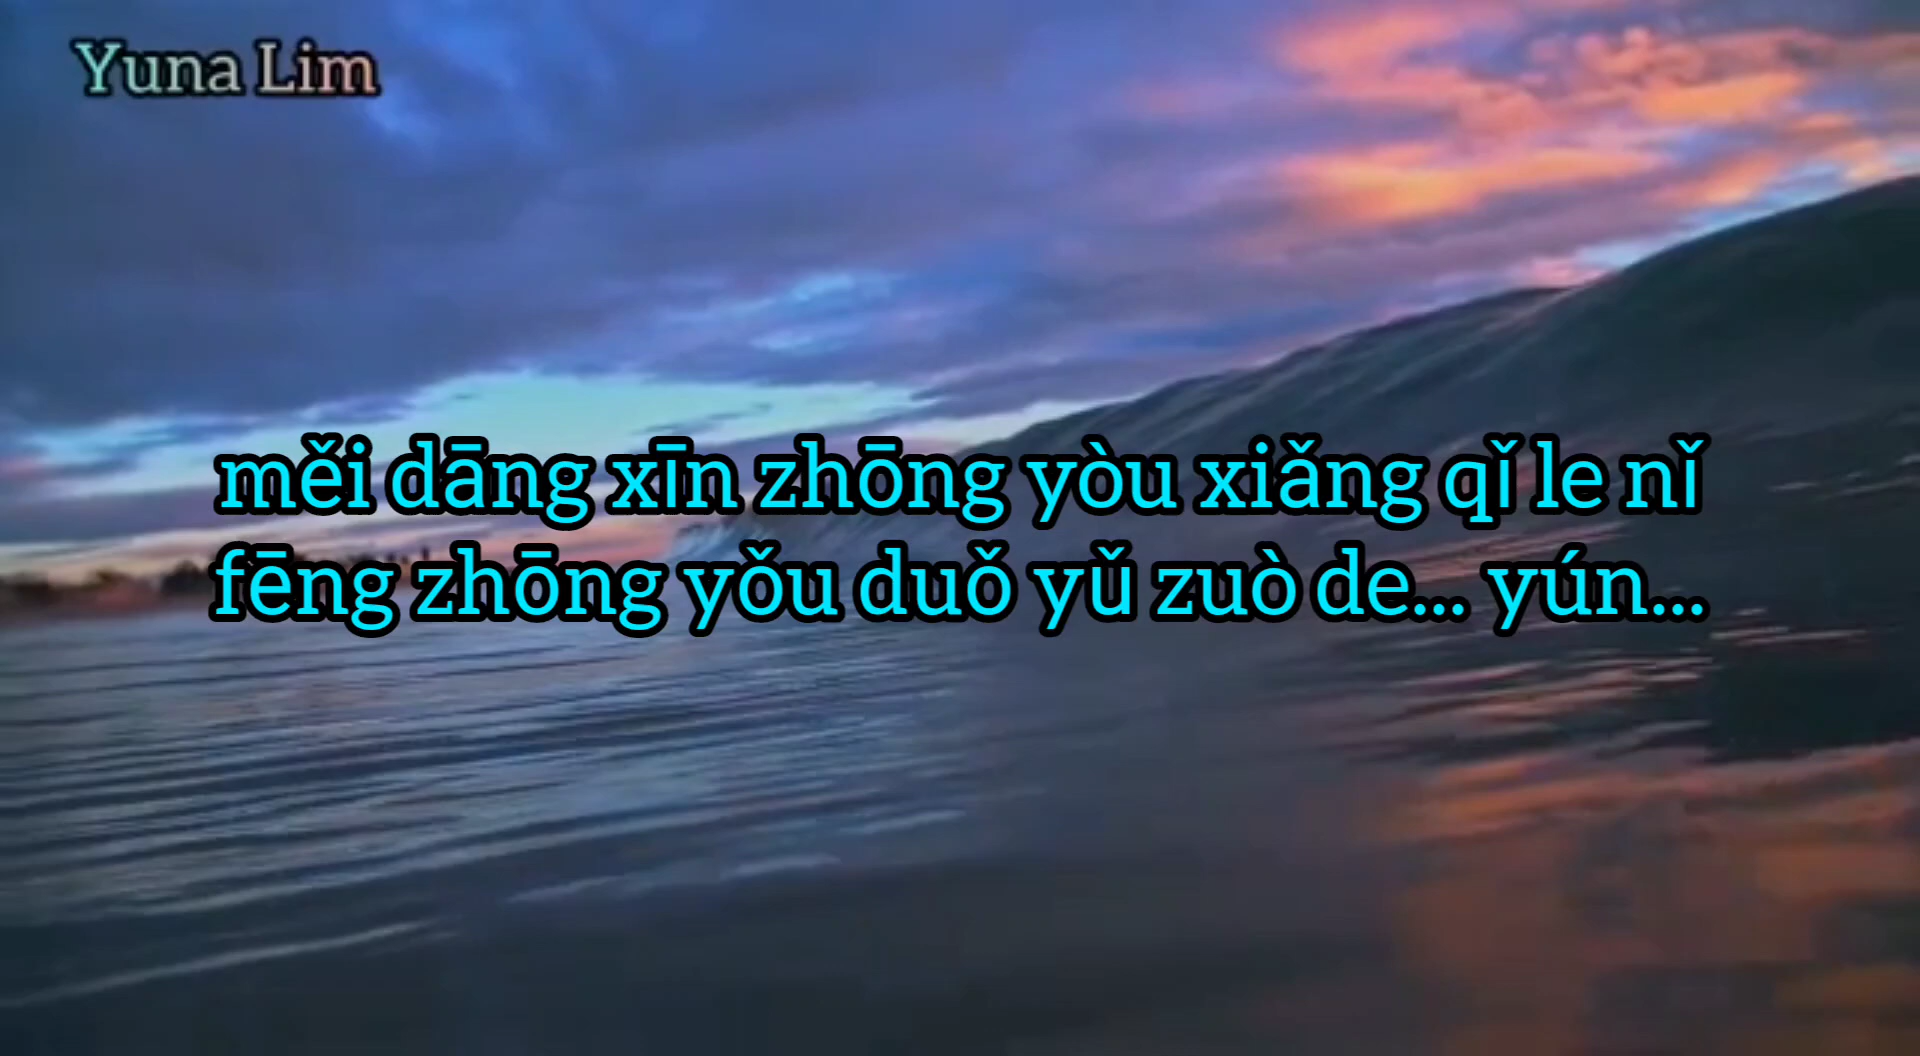 Yuna Lim
měi dāng xīn zhōng yòu xiǎng qǐ le nǐ
fēng zhōng yǒu duǒ yǔ zuò de... yún...